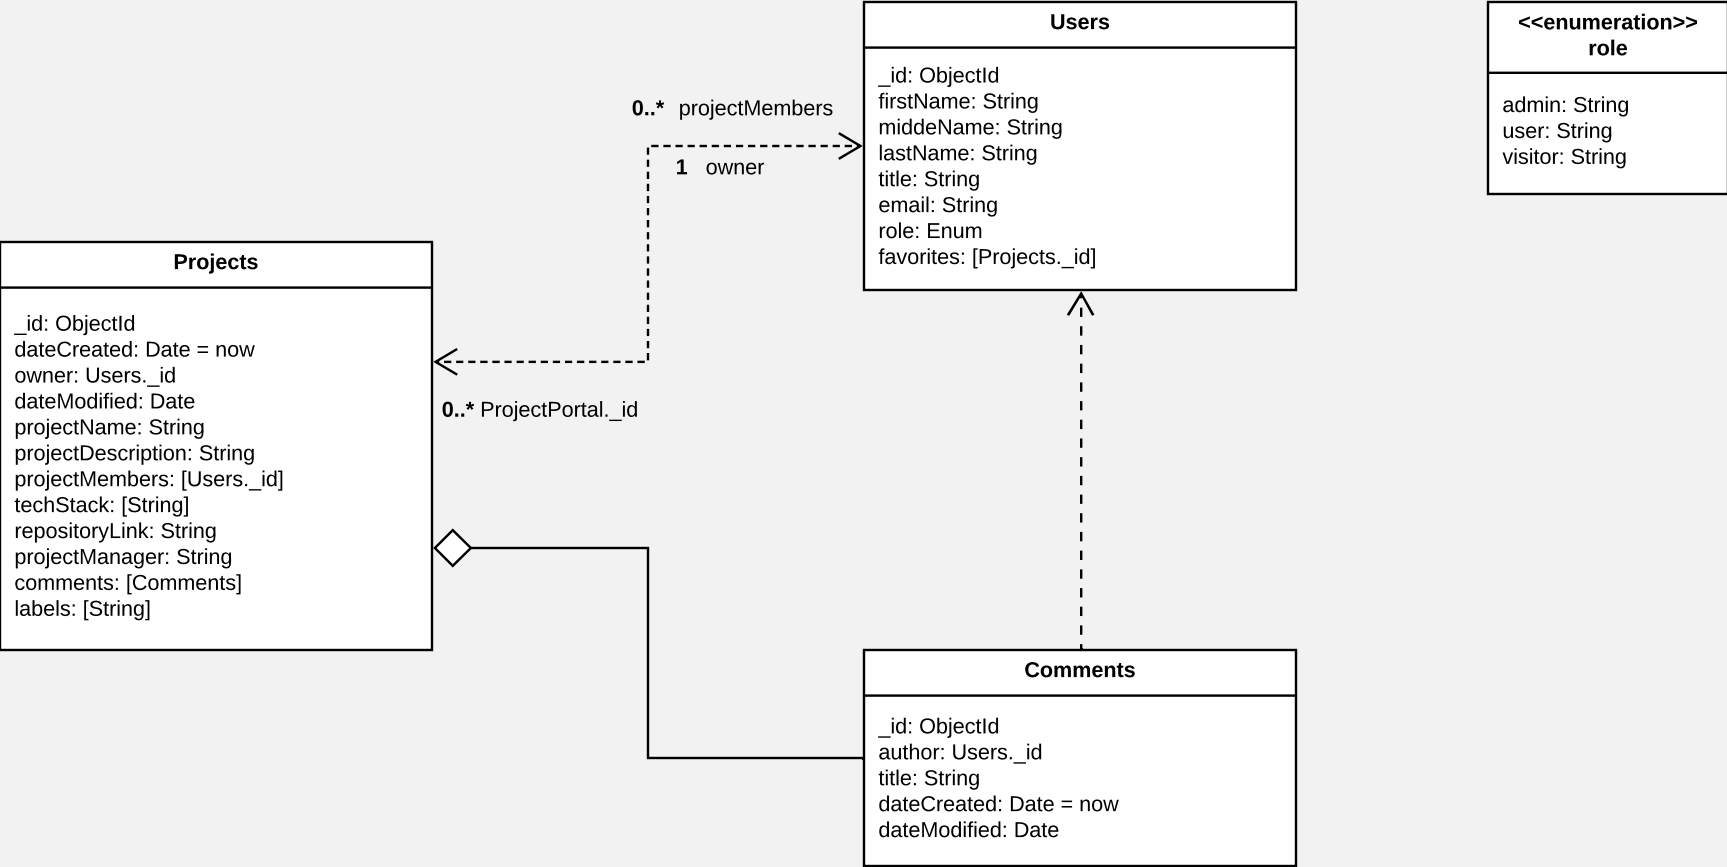 Users
_id: ObjectId
firstName: String
middeName: String
lastName: String
title: String
email: String
role: Enum
favorites: [Projects._id]
<<enumeration>>
role
admin: String
user: String
visitor: String
0..* projectMembers
1 owner
Projects
_id: ObjectId
dateCreated: Date = now
owner: Users._id
dateModified: Date
projectName: String
projectDescription: String
projectMembers: [Users._id]
techStack: [String]
repositoryLink: String
projectManager: String
comments: [Comments]
labels: [String]
0..* ProjectPortal._id
Comments
_id: ObjectId
author: Users._id
title: String
dateCreated: Date = now
dateModified: Date